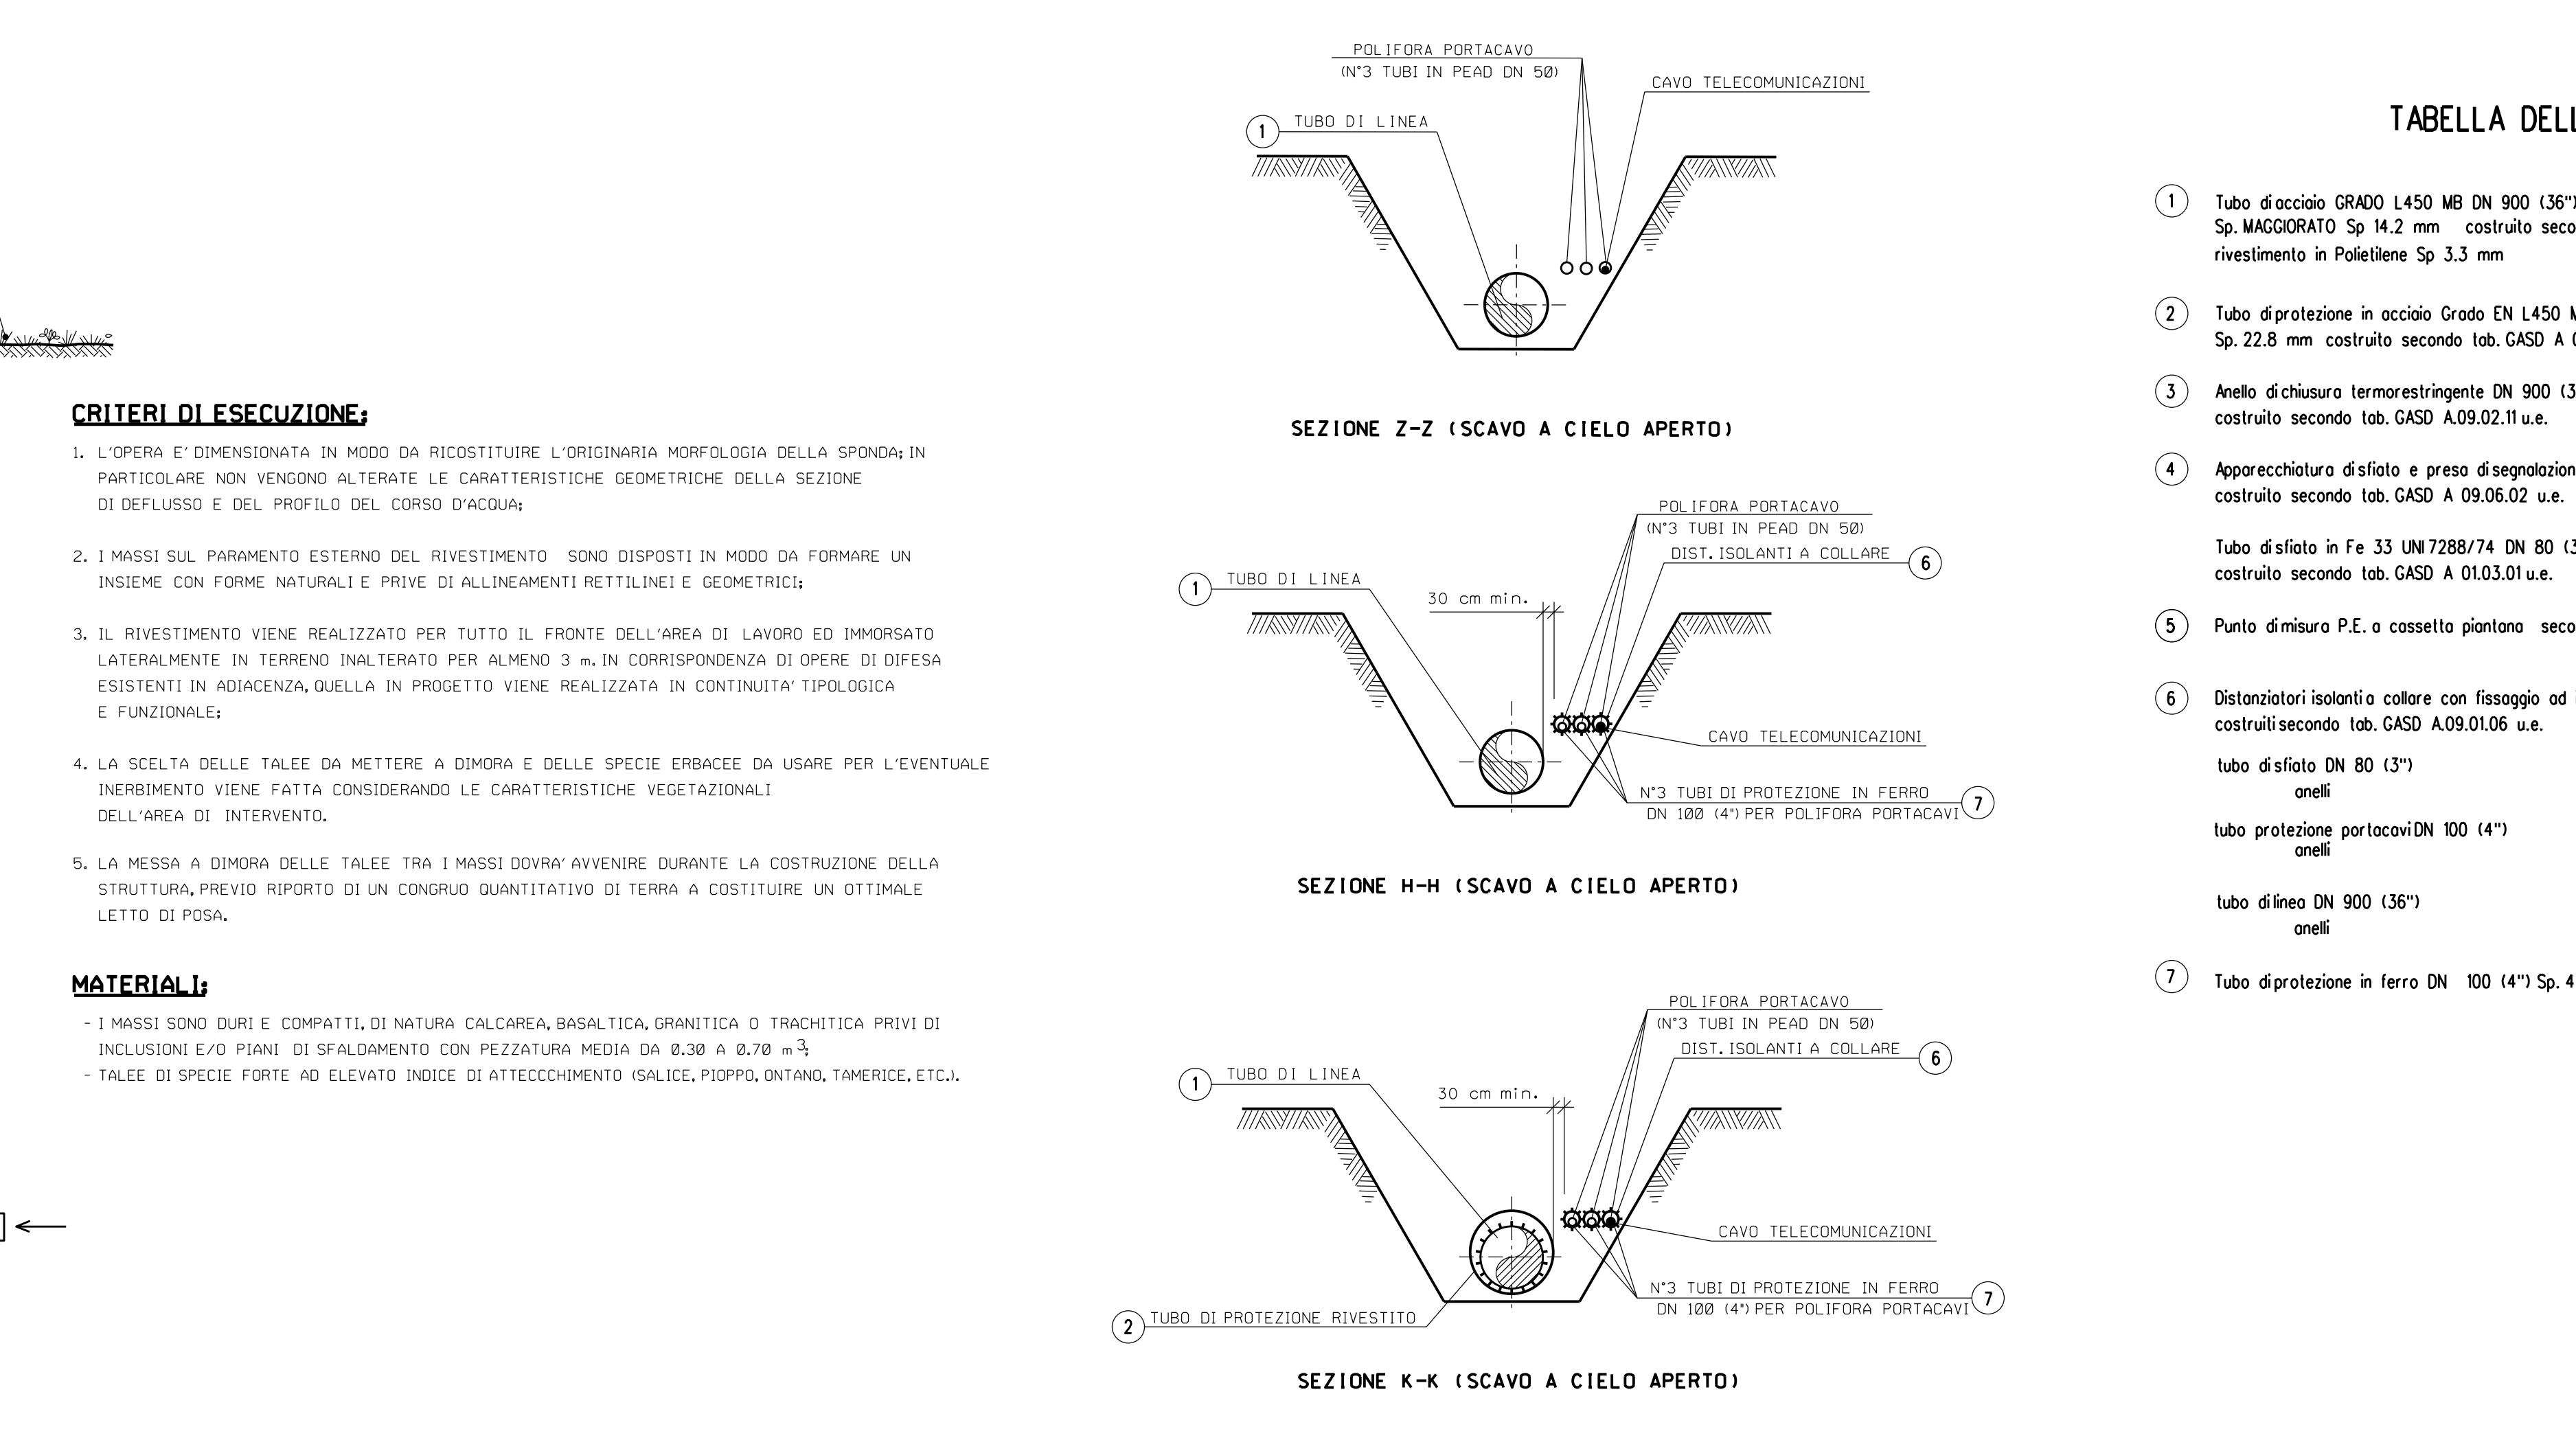 CRITERI DI ESECUZIONE:
1. L'OPERA E' DIMENSIONATA IN MODO DA RICOSTITUIRE L'ORIGINARIA MORFOLOGIA DELLA SPONDA; IN
PARTICOLARE NON VENGONO ALTERATE LE CARATTERISTICHE GEOMETRICHE DELLA SEZIONE
DI DEFLUSSO E DEL PROFILO DEL CORSO D'ACQUA;
2. I MASSI SUL PARAMENTO ESTERNO DEL RIVESTIMENTO SONO DISPOSTI IN MODO DA FORMARE UN
INSIEME CON FORME NATURALI E PRIVE DI ALLINEAMENTI RETTILINEI E GEOMETRICI;
3. IL RIVESTIMENTO VIENE REALIZZATO PER TUTTO IL FRONTE DELL'AREA DI LAVORO ED IMMORSATO
LATERALMENTE IN TERRENO INALTERATO PER ALMENO 3 m. IN CORRISPONDENZA DI OPERE DI DIFESA
ESISTENTI IN ADIACENZA, QUELLA IN PROGETTO VIENE REALIZZATA IN CONTINUITA' TIPOLOGICA
E FUNZIONALE;
4. LA SCELTA DELLE TALEE DA METTERE A DIMORA E DELLE SPECIE ERBACEE DA USARE PER L'EVENTUALE
INERBIMENTO VIENE FATTA CONSIDERANDO LE CARATTERISTICHE VEGETAZIONALI
DELL'AREA DI INTERVENTO.
5. LA MESSA A DIMORA DELLE TALEE TRA I MASSI DOVRA' AVVENIRE DURANTE LA COSTRUZIONE DELLA
STRUTTURA, PREVIO RIPORTO DI UN CONGRUO QUANTITATIVO DI TERRA A COSTITUIRE UN OTTIMALE
LETTO DI POSA.
MATERIALI:
- I MASSI SONO DURI E COMPATTI, DI NATURA CALCAREA, BASALTICA, GRANITICA O TRACHITICA PRIVI DI
INCLUSIONI E/O PIANI DI SFALDAMENTO CON PEZZATURA MEDIA DA 0.30 A 0.70 m3;
- TALEE DI SPECIE FORTE AD ELEVATO INDICE DI ATTECCCHIMENTO (SALICE, PIOPPO, ONTANO, TAMERICE, ETC.).
POLIFORA PORTACAVO
(N°3 TUBI IN PEAD DN 50)
CAVO TELECOMUNICAZIONI
1 TUBO DI LINEA
SEZIONE Z-Z (SCAVO A CIELO APERTO)
POLIFORA PORTACAVO
(N°3 TUBI IN PEAD DN 50)
DIST. ISOLANTI A COLLARE 6
1 TUBO DI LINEA
30 cm min.
CAVO TELECOMUNICAZIONI
N°3 TUBI DI PROTEZIONE IN FERRO
DN 100 (4") PER POLIFORA PORTACAVI 7
SEZIONE H-H (SCAVO A CIELO APERTO)
POLIFORA PORTACAVO
(N°3 TUBI IN PEAD DN 50)
DIST. ISOLANTI A COLLARE 6
1 TUBO DI LINEA
30 cm min.
CAVO TELECOMUNICAZIONI
N°3 TUBI DI PROTEZIONE IN FERRO
DN 100 (4") PER POLIFORA PORTACAVI 7
2 TUBO DI PROTEZIONE RIVESTITO
SEZIONE K-K (SCAVO A CIELO APERTO)
TABELLA
1 Tubo di acciaio GRADO L450 MB DN 900 (36")
Sp. MAGGIORATO Sp 14.2 mm costruito
rivestimento in Polietilene Sp 3.3 mm
2 Tubo di protezione in acciaio Grado EN L450
Sp. 22.8 mm costruito secondo tab. GASD A
3 Anello di chiusura termorestringente DN 900
costruito secondo tab. GASD A.09.02.11 u.e.
4 Apparecchiatura di sfiato e presa di
costruito secondo tab. GASD A 09.06.02 u.e.
Tubo di sfiato in Fe 33 UNI 7288/74 DN 80
costruito secondo tab. GASD A 01.03.01 u.e.
5 Punto di misura P.E. a cassetta piantana
6 Distanziatori isolanti a collare con fissaggio ad
costruiti secondo tab. GASD A.09.01.06 u.e.
tubo di sfiato DN 80 (3")
anelli
tubo protezione portacavi DN 100 (4")
anelli
tubo di linea DN 900 (36")
anelli
7 Tubo di protezione in ferro DN 100 (4") Sp. 4